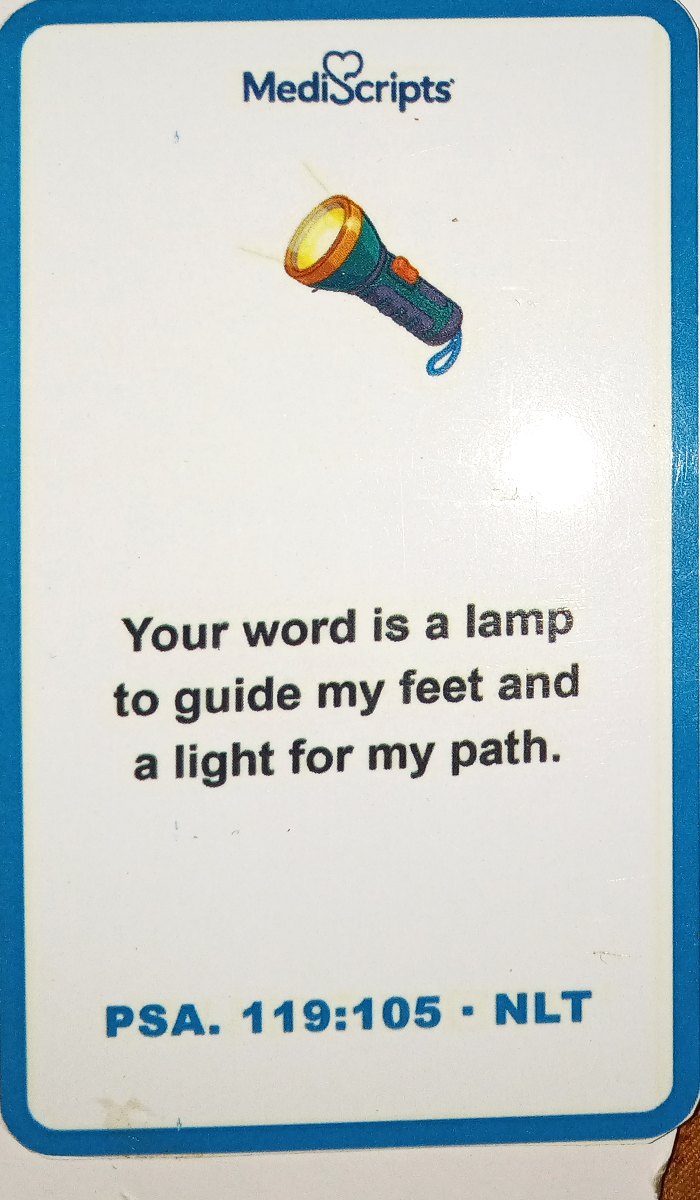 MediScripts
Your word is a lamp
to guide my feet and
a light for my path.
PSA. 119:105 · NLT